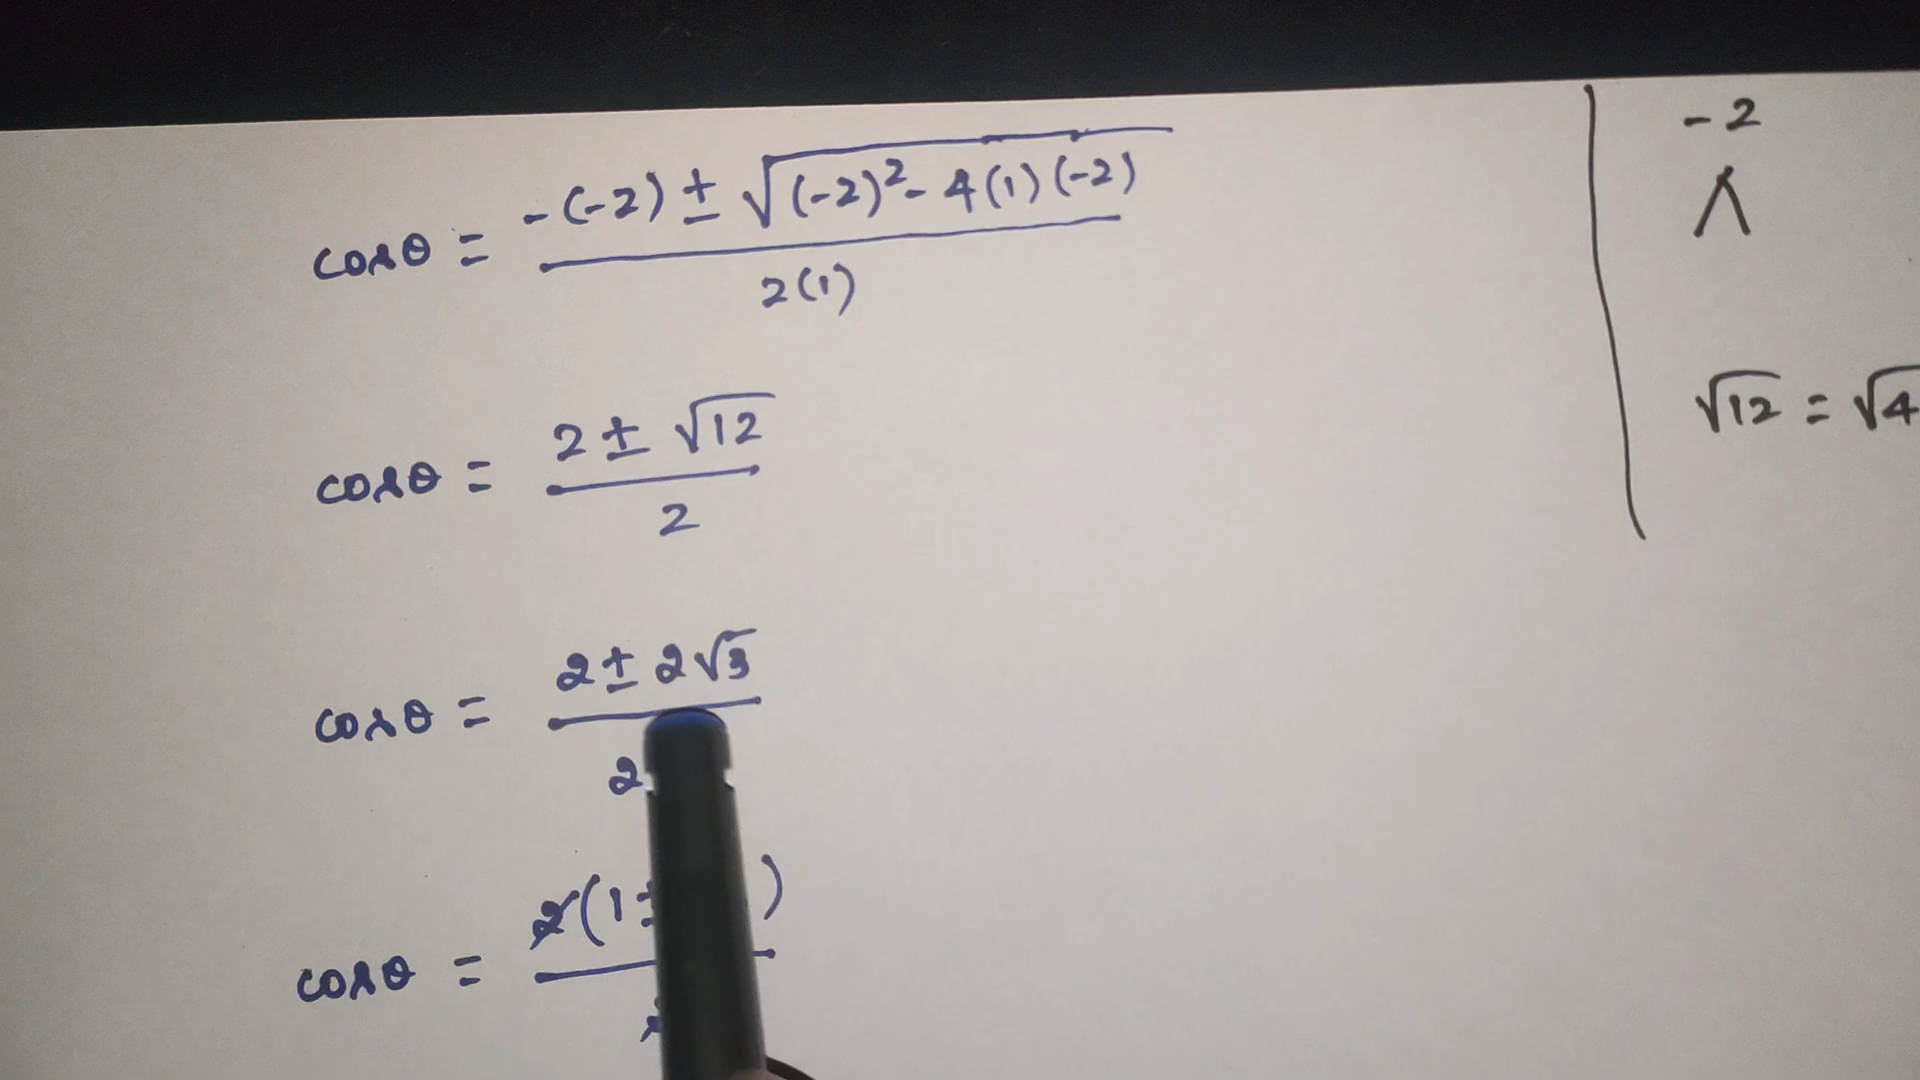 cosθ = -(-2) ± √(-2)² - 4(1)(-2)
2(1)
cosθ = 2 ± √12
2
cosθ = 2 ± 2√3
2
cosθ = 2(1 ± )
-2
∧
√12 = √4